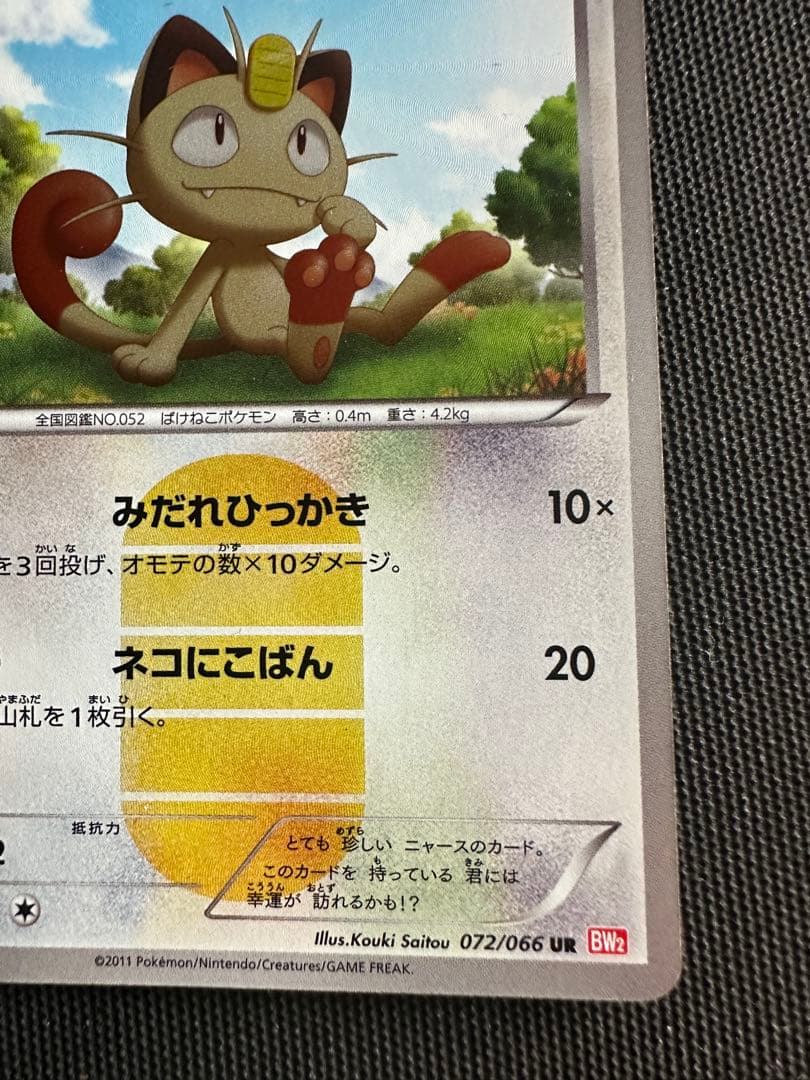 全国図鑑NO.052 ばけねこポケモン 高さ:0.4m 重さ:4.2kg
みだれひっかき 10×
を3回投げ、オモテの数×10ダメージ。
ネコにこばん 20
山札を1枚引く。
抵抗力
2
とても 珍しい ニャースのカード。
このカードを 持っている 君には
幸運が 訪れるかも!?
Illus.Kouki Saitou 072/066 UR BW2
©2011 Pokémon/Nintendo/Creatures/GAME FREAK.